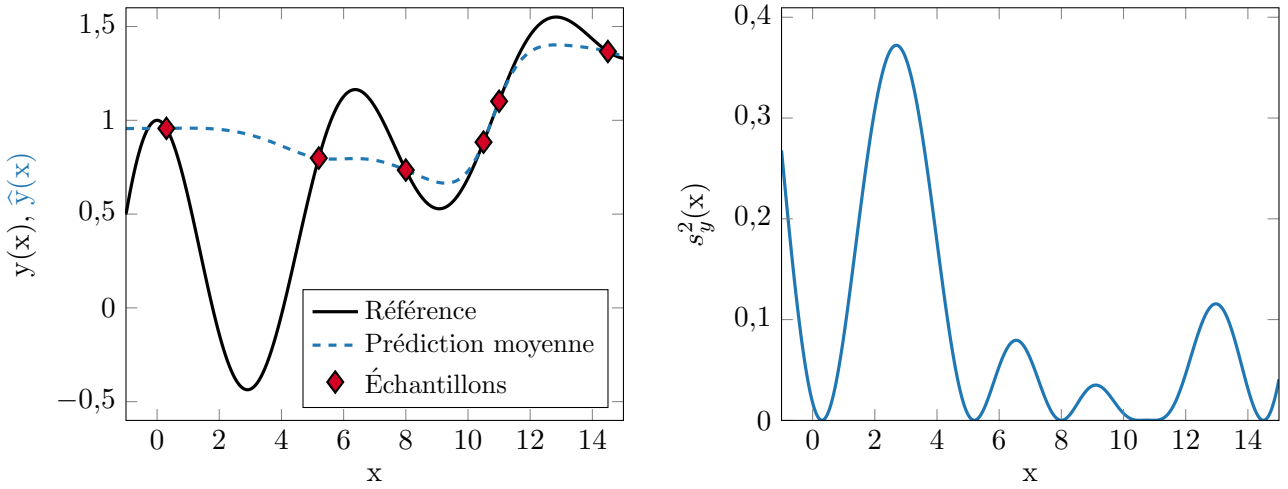 1,5
1
0,5
0
−0,5
0 2 4 6 8 10 12 14
x
y(x), ŷ(x)
Référence
Prédiction moyenne
Échantillons
0,4
0,3
0,2
0,1
0
0 2 4 6 8 10 12 14
x
s²_y(x)